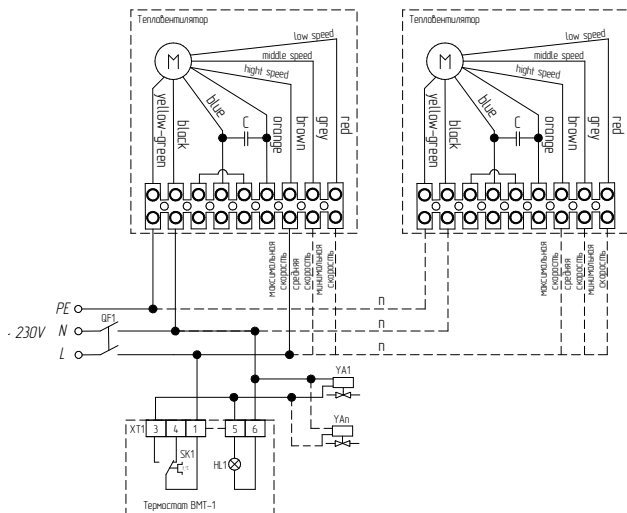 Тепловентилятор
M
low speed
middle speed
hight speed
yellow-green
black
blue
C
orange
brown
grey
red
максимальная
скорость
средняя
скорость
минимальная
скорость
Тепловентилятор
M
low speed
middle speed
hight speed
yellow-green
black
blue
C
orange
brown
grey
red
максимальная
скорость
средняя
скорость
минимальная
скорость
PE
n
~ 230V N QF1
n
L
n
YA1
YAn
XT1 3 4 1 5 6
SK1
t°C
HL1
Термостат BMT-1